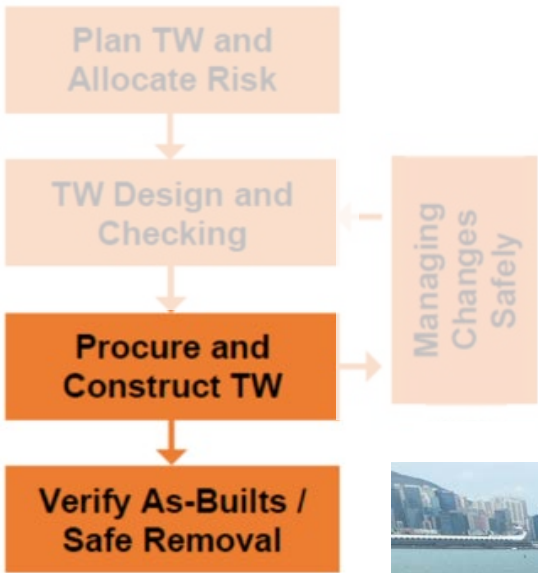 Plan TW and
Allocate Risk
TW Design and
Checking
Managing
Changes
Safely
Procure and
Construct TW
Verify As-Builts /
Safe Removal